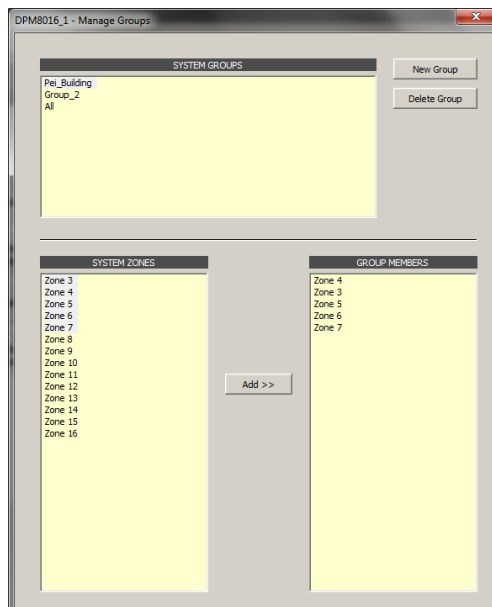 DPM8016_1 - Manage Groups
SYSTEM GROUPS
New Group
Delete Group
Pei_Building
Group_2
All
SYSTEM ZONES
Zone 3
Zone 4
Zone 5
Zone 6
Zone 7
Zone 8
Zone 9
Zone 10
Zone 11
Zone 12
Zone 13
Zone 14
Zone 15
Zone 16
Add >>
GROUP MEMBERS
Zone 4
Zone 3
Zone 5
Zone 6
Zone 7